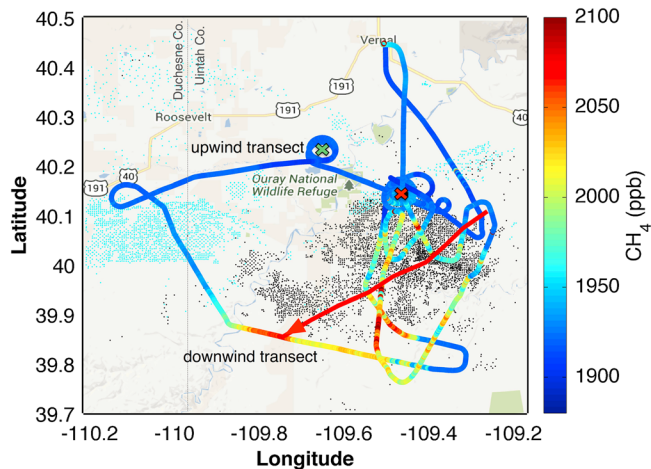 40.5
40.4
40.3
40.2
40.1
40
39.9
39.8
39.7
Latitude
-110.2
-110
-109.8
-109.6
-109.4
-109.2
Longitude
Duchesne Co.
Uintah Co.
Vernal
191
40
191
191
Roosevelt
upwind transect
40
191
Ouray National
Wildlife Refuge
downwind transect
2100
2050
2000
1950
1900
CH4 (ppb)